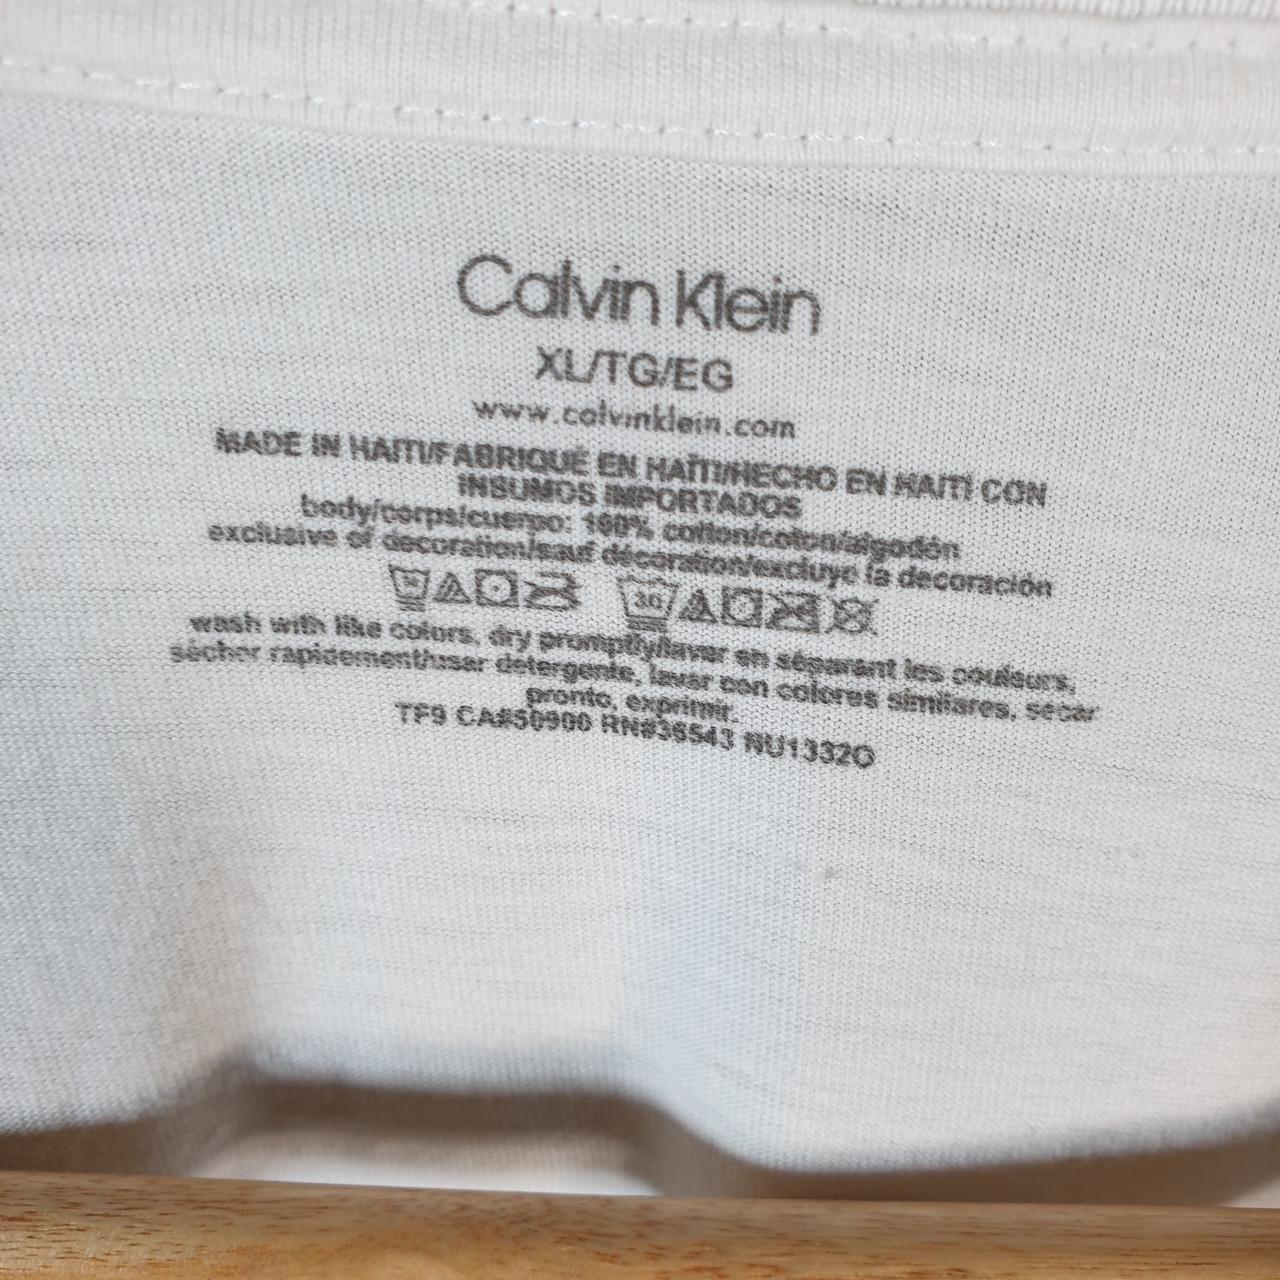 Calvin Klein
XL/TG/EG
www.calvinklein.com
MADE IN HAITI/FABRIQUÉ EN HAÏTI/HECHO EN HAITÍ CON
INSUMOS IMPORTADOS
body/corps/cuerpo: 100% cotton/coton/algodón
exclusive of decoration/sauf décoration/excluye la decoración
30
wash with like colors, dry promptly/laver en séparant les couleurs,
sécher rapidement/usar detergente, lavar con colores similares, secar
pronto, exprimir.
TF9 CA#50900 RN#36543 NU1332O